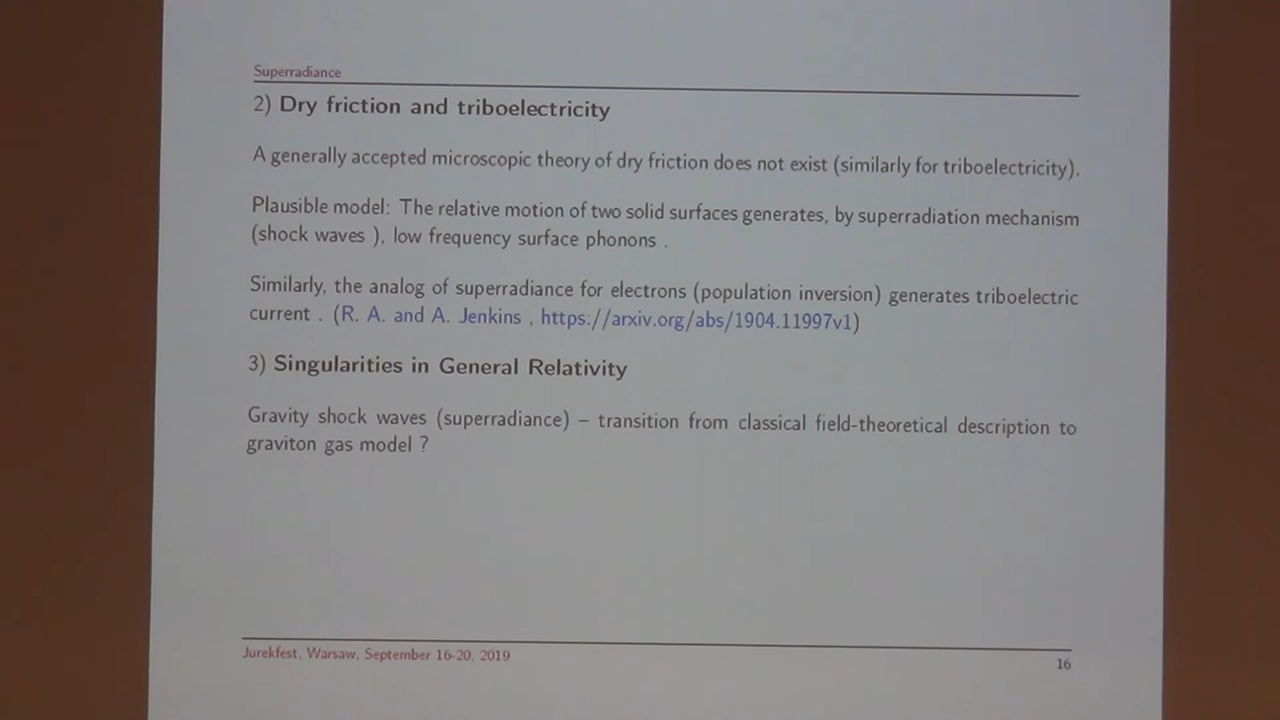 Superradiance
2) Dry friction and triboelectricity
A generally accepted microscopic theory of dry friction does not exist (similarly for triboelectricity).
Plausible model: The relative motion of two solid surfaces generates, by superradiation mechanism
(shock waves ), low frequency surface phonons .
Similarly, the analog of superradiance for electrons (population inversion) generates triboelectric
current . (R. A. and A. Jenkins , https://arxiv.org/abs/1904.11997v1)
3) Singularities in General Relativity
Gravity shock waves (superradiance) – transition from classical field-theoretical description to
graviton gas model ?
Jurekfest, Warsaw, September 16-20, 2019
16